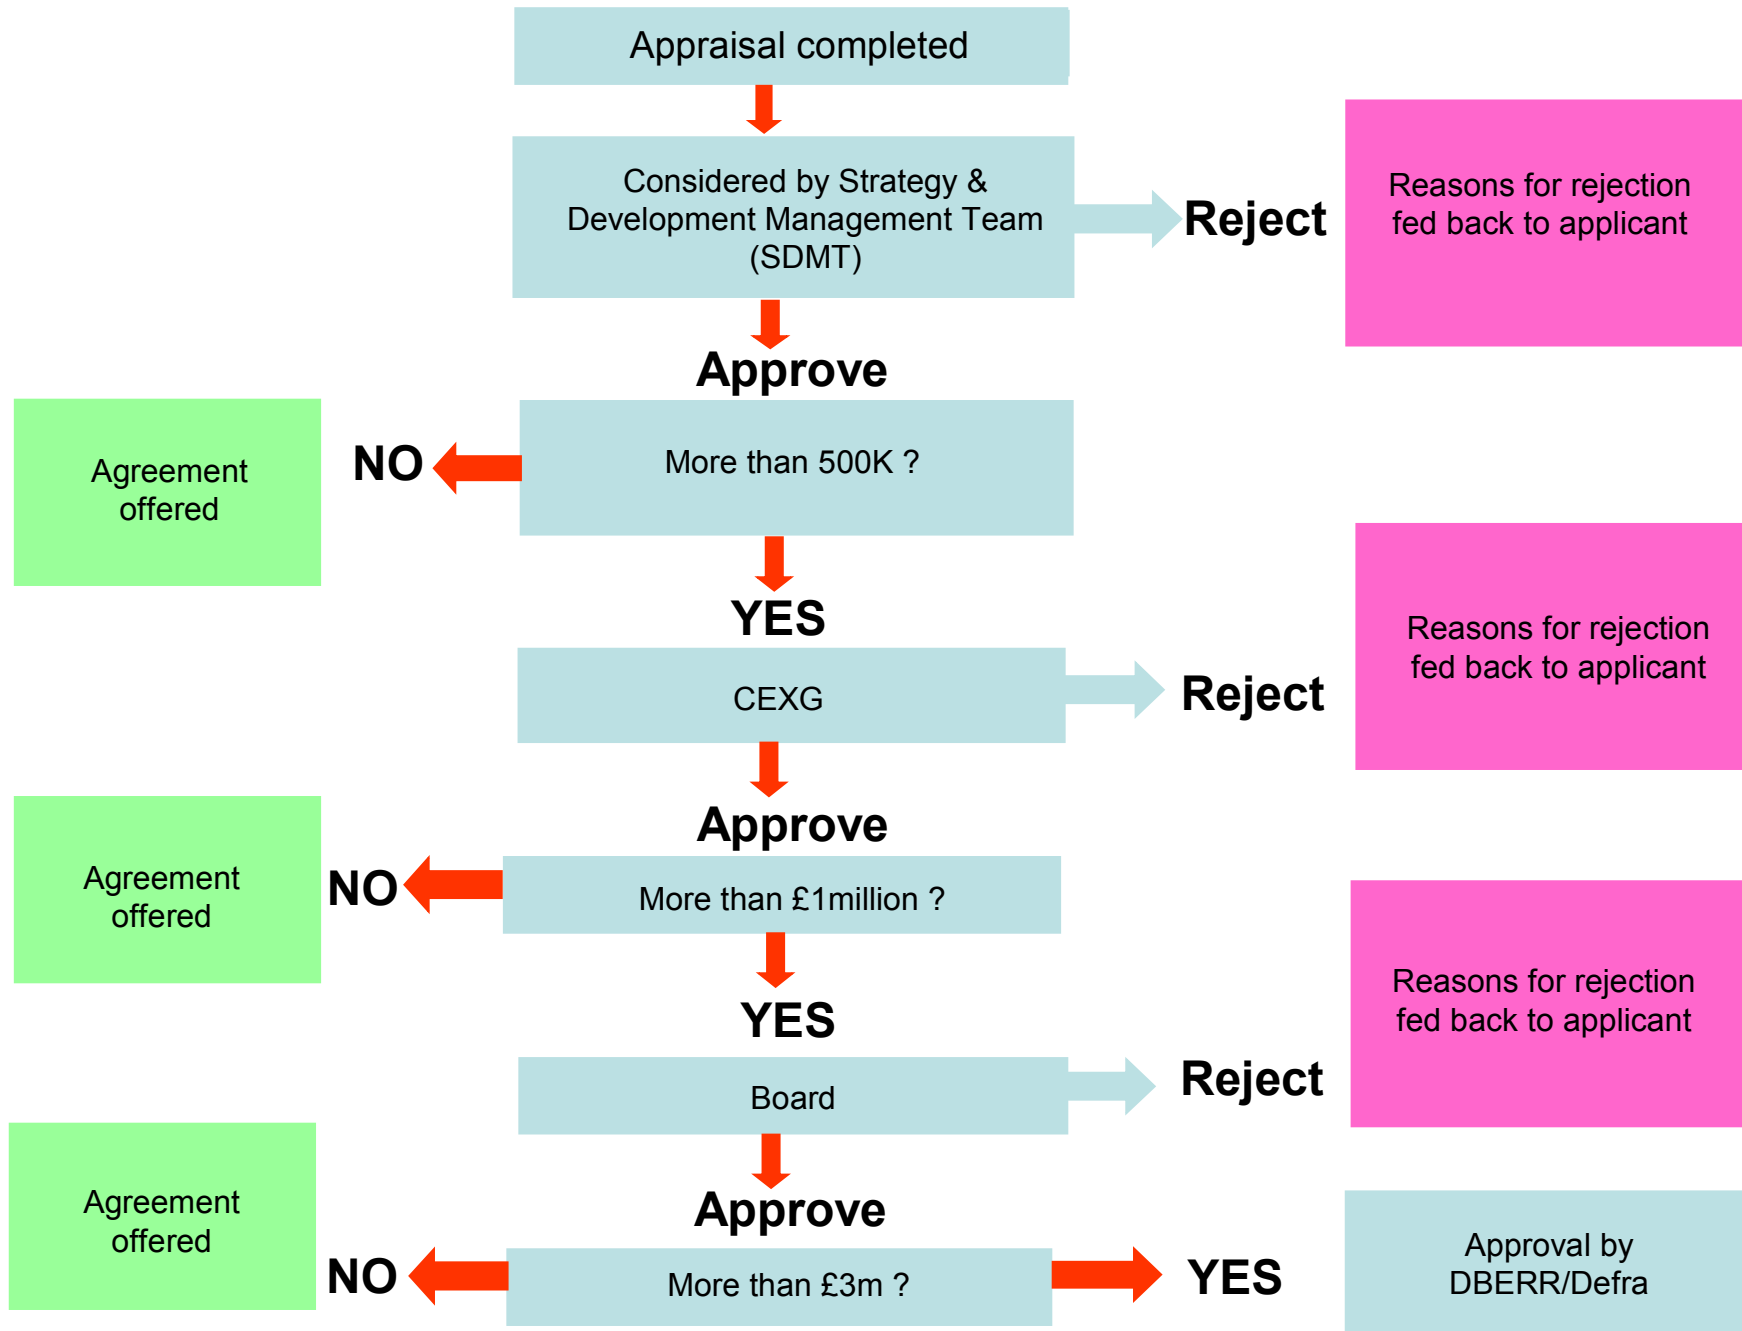 Appraisal completed
Considered by Strategy &
Development Management Team
(SDMT)
Reject
Reasons for rejection
fed back to applicant
Approve
Agreement
offered
NO
More than 500K ?
YES
CEXG
Reject
Reasons for rejection
fed back to applicant
Approve
Agreement
offered
NO
More than £1million ?
YES
Board
Reject
Reasons for rejection
fed back to applicant
Approve
Agreement
offered
NO
More than £3m ?
YES
Approval by
DBERR/Defra